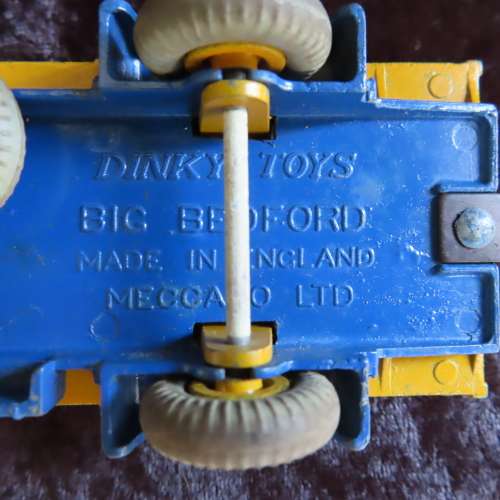 DINKY TOYS
BIG BEDFORD
MADE IN ENGLAND
MECCANO LTD